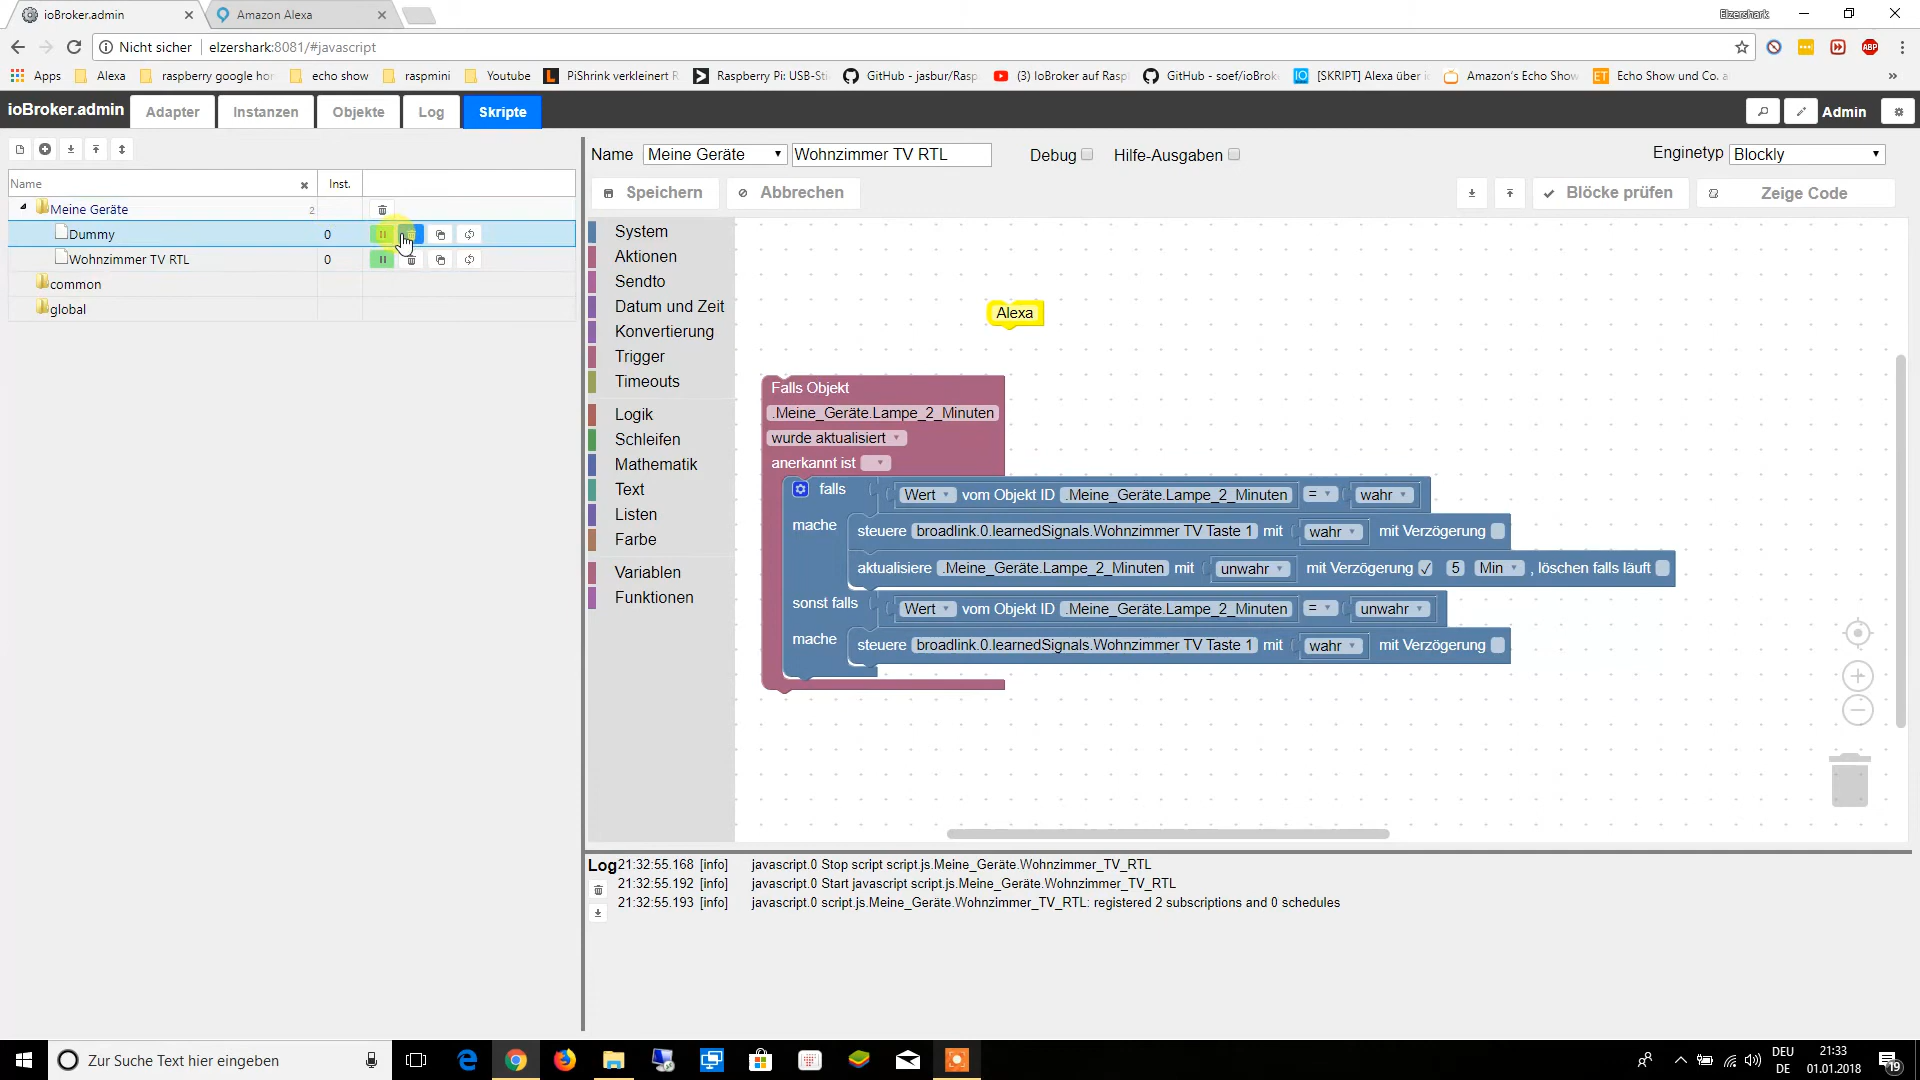 ioBroker.admin
Amazon Alexa
Elzershark
Nicht sicher
elzershark:8081/#javascript
ABP
Apps
Alexa
raspberry google hor
echo show
raspmini
Youtube
PiShrink verkleinert R
Raspberry Pi: USB-Sti
GitHub - jasbur/Rasp
(3) IoBroker auf Rasp
GitHub - soef/ioBrok
[SKRIPT] Alexa über i
Amazon's Echo Show
Echo Show und Co. a
»
ioBroker.admin
Adapter
Instanzen
Objekte
Log
Skripte
Admin
Name
Meine Geräte
Wohnzimmer TV RTL
Debug
Hilfe-Ausgaben
Enginetyp
Blockly
Name
Inst.
Speichern
Abbrechen
Blöcke prüfen
Zeige Code
Meine Geräte
2
Dummy
0
Wohnzimmer TV RTL
0
common
global
System
Aktionen
Sendto
Datum und Zeit
Konvertierung
Trigger
Timeouts
Logik
Schleifen
Mathematik
Text
Listen
Farbe
Variablen
Funktionen
Alexa
Falls Objekt
.Meine_Geräte.Lampe_2_Minuten
wurde aktualisiert
anerkannt ist
falls Wert vom Objekt ID .Meine_Geräte.Lampe_2_Minuten = wahr
mache steuere broadlink.0.learnedSignals.Wohnzimmer TV Taste 1 mit wahr mit Verzögerung
aktualisiere .Meine_Geräte.Lampe_2_Minuten mit unwahr mit Verzögerung ✓ 5 Min , löschen falls läuft
sonst falls Wert vom Objekt ID .Meine_Geräte.Lampe_2_Minuten = unwahr
mache steuere broadlink.0.learnedSignals.Wohnzimmer TV Taste 1 mit wahr mit Verzögerung
Log
21:32:55.168 [info] javascript.0 Stop script script.js.Meine_Geräte.Wohnzimmer_TV_RTL
21:32:55.192 [info] javascript.0 Start javascript script.js.Meine_Geräte.Wohnzimmer_TV_RTL
21:32:55.193 [info] javascript.0 script.js.Meine_Geräte.Wohnzimmer_TV_RTL: registered 2 subscriptions and 0 schedules
Zur Suche Text hier eingeben
DEU
DE
21:33
01.01.2018
19